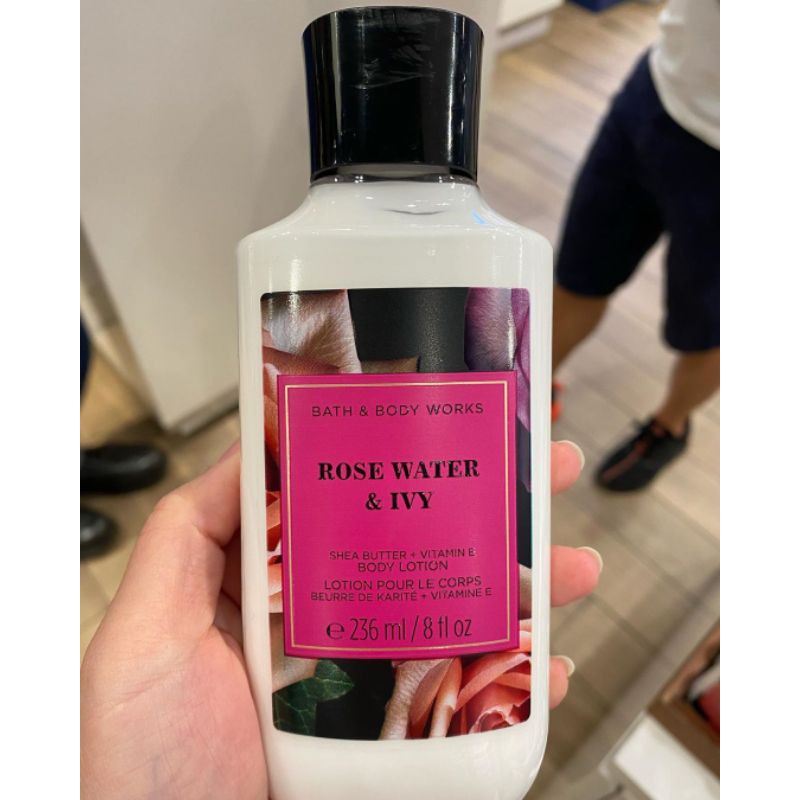 BATH & BODY WORKS
ROSE WATER
& IVY
SHEA BUTTER + VITAMIN E
BODY LOTION
LOTION POUR LE CORPS
BEURRE DE KARITÉ + VITAMINE E
℮ 236 ml / 8 fl oz